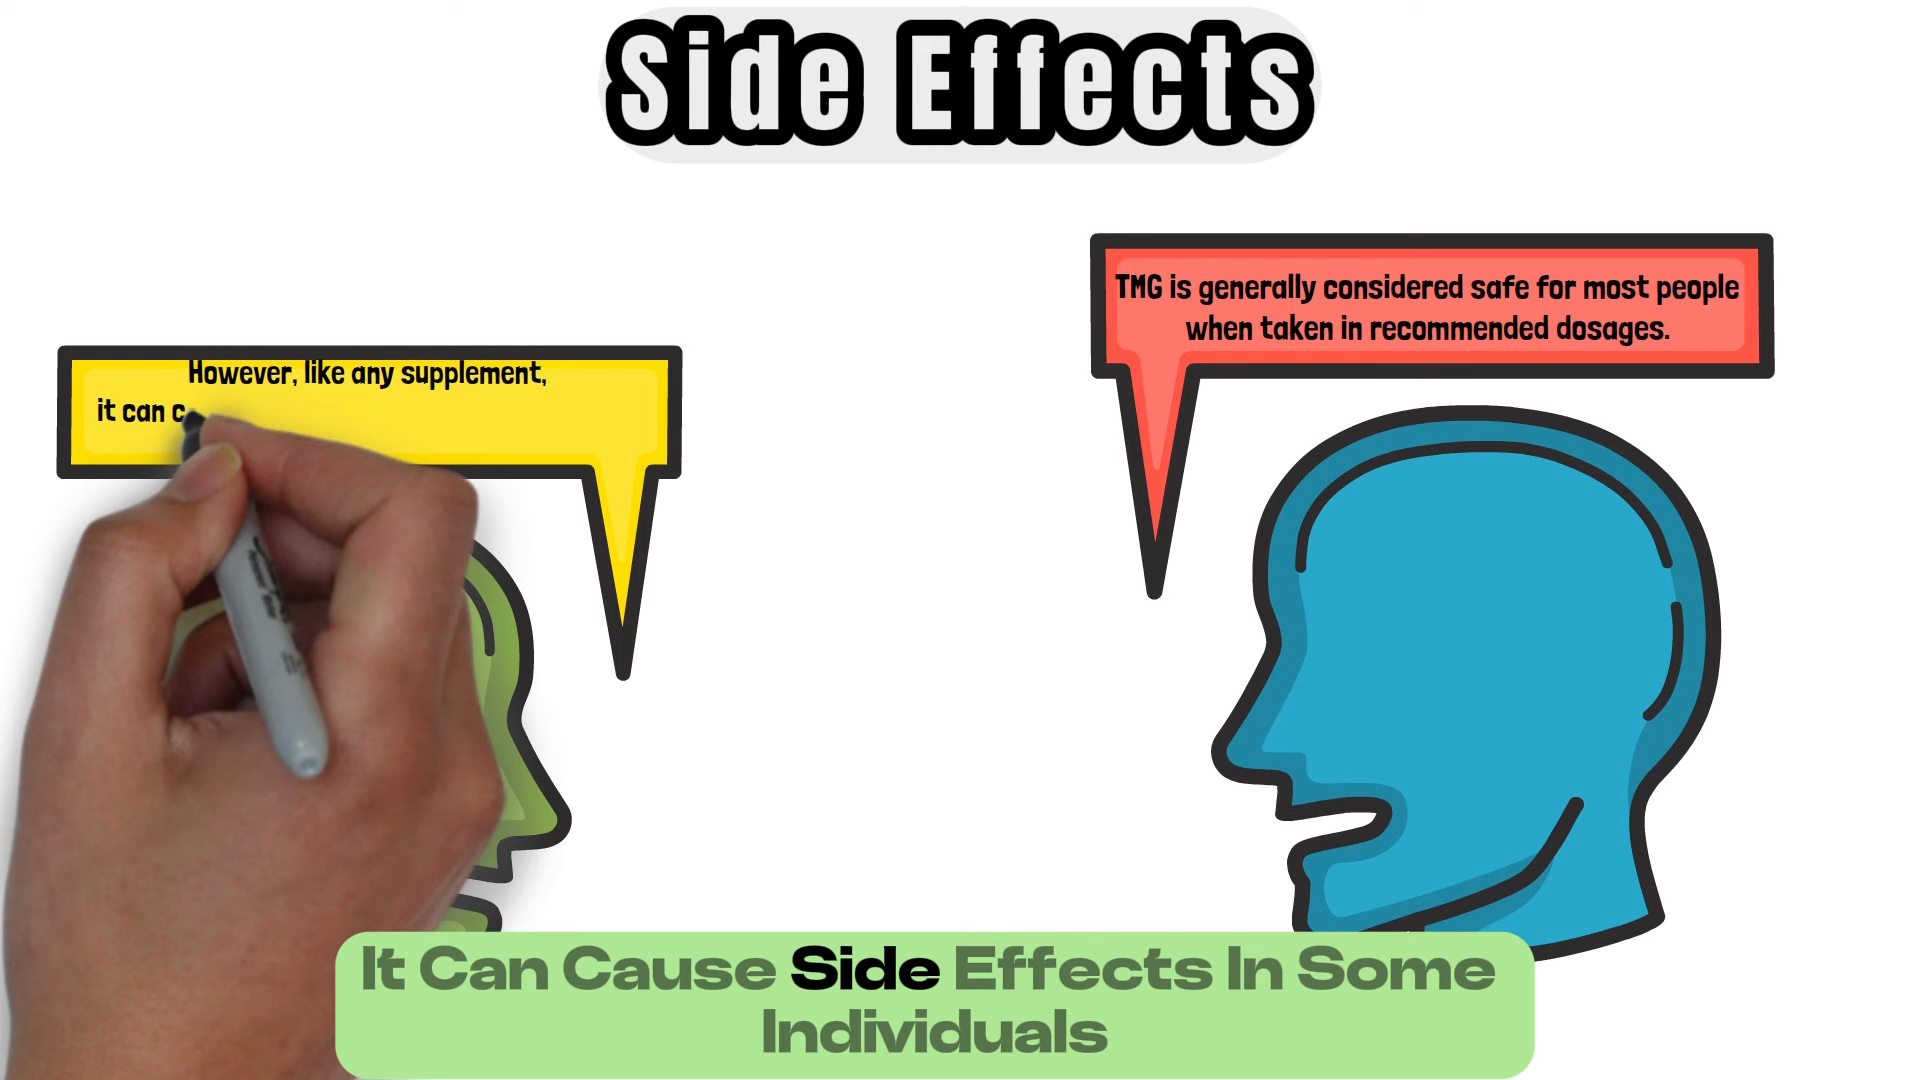 Side Effects
TMG is generally considered safe for most people
when taken in recommended dosages.
However, like any supplement,
it can c
It Can Cause Side Effects In Some
Individuals